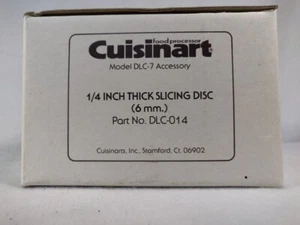 food processor
Cuisinart
Model DLC-7 Accessory
1/4 INCH THICK SLICING DISC
(6 mm.)
Part No. DLC-014
Cuisinarts, Inc., Stamford, Ct. 06902